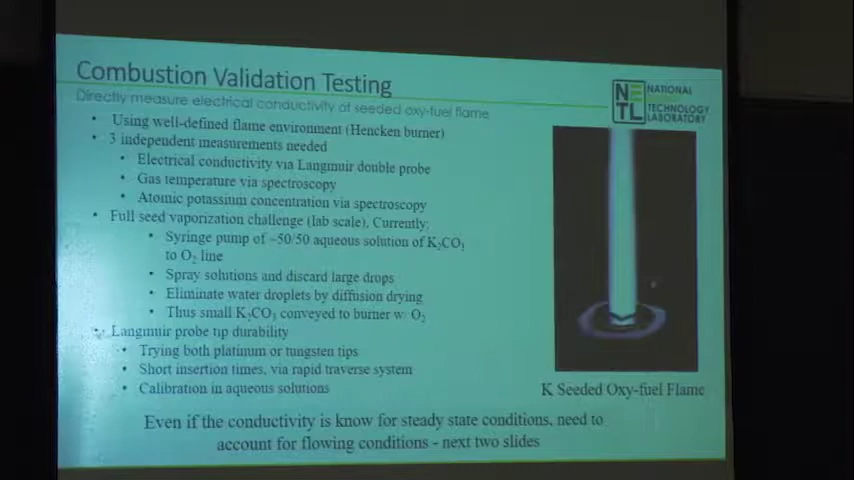 Combustion Validation Testing
Directly measure electrical conductivity of seeded oxy-fuel flame
NE
TL
NATIONAL
TECHNOLOGY
LABORATORY
• Using well-defined flame environment (Hencken burner)
• 3 independent measurements needed
• Electrical conductivity via Langmuir double probe
• Gas temperature via spectroscopy
• Atomic potassium concentration via spectroscopy
• Full seed vaporization challenge (lab scale), Currently:
• Syringe pump of ~50/50 aqueous solution of K₂CO₃
to O₂ line
• Spray solutions and discard large drops
• Eliminate water droplets by diffusion drying
• Thus small K₂CO₃ conveyed to burner w/ O₂
• Langmuir probe tip durability
• Trying both platinum or tungsten tips
• Short insertion times, via rapid traverse system
• Calibration in aqueous solutions
K Seeded Oxy-fuel Flame
Even if the conductivity is know for steady state conditions, need to
account for flowing conditions - next two slides